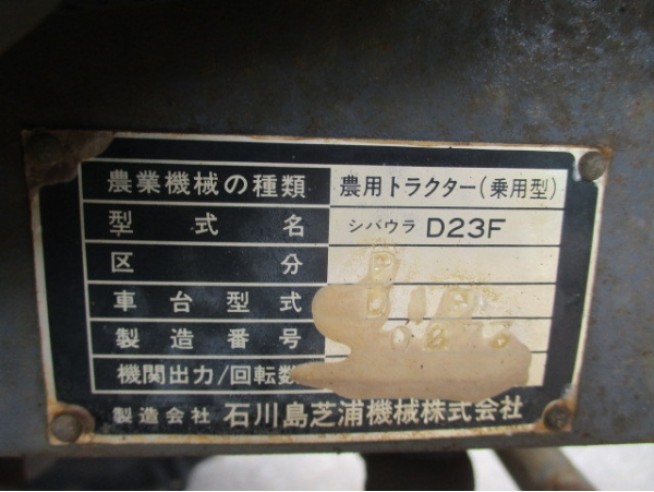 農業機械の種類 農用トラクター(乗用型)
型式名 シバウラ D23F
区分
車台型式
製造番号
機関出力/回転数
製造会社 石川島芝浦機械株式会社